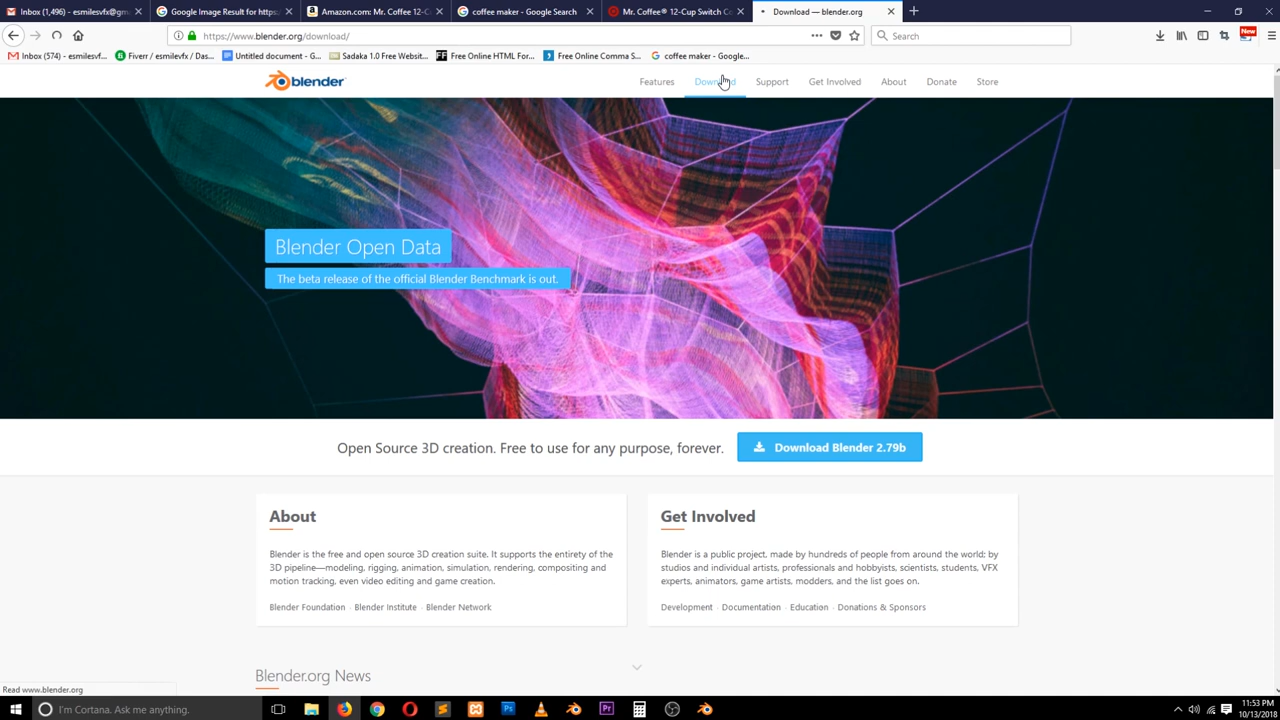 Inbox (1,496) - esmilesvfx@gm
Google Image Result for https:
Amazon.com: Mr. Coffee 12-C
coffee maker - Google Search
Mr. Coffee® 12-Cup Switch C
Download — blender.org
https://www.blender.org/download/
Search
New
Inbox (574) - esmilesvf...
Fiverr / esmilesvfx / Das...
Untitled document - G...
Sadaka 1.0 Free Websit...
Free Online HTML For...
Free Online Comma S...
coffee maker - Google...
blender
Features
Download
Support
Get Involved
About
Donate
Store
Blender Open Data
The beta release of the official Blender Benchmark is out.
Open Source 3D creation. Free to use for any purpose, forever.
Download Blender 2.79b
About
Blender is the free and open source 3D creation suite. It supports the entirety of the
3D pipeline—modeling, rigging, animation, simulation, rendering, compositing and
motion tracking, even video editing and game creation.
Blender Foundation · Blender Institute · Blender Network
Get Involved
Blender is a public project, made by hundreds of people from around the world; by
studios and individual artists, professionals and hobbyists, scientists, students, VFX
experts, animators, game artists, modders, and the list goes on.
Development · Documentation · Education · Donations & Sponsors
Blender.org News
Read www.blender.org
I'm Cortana. Ask me anything.
Ps
Pr
11:53 PM
10/13/2018